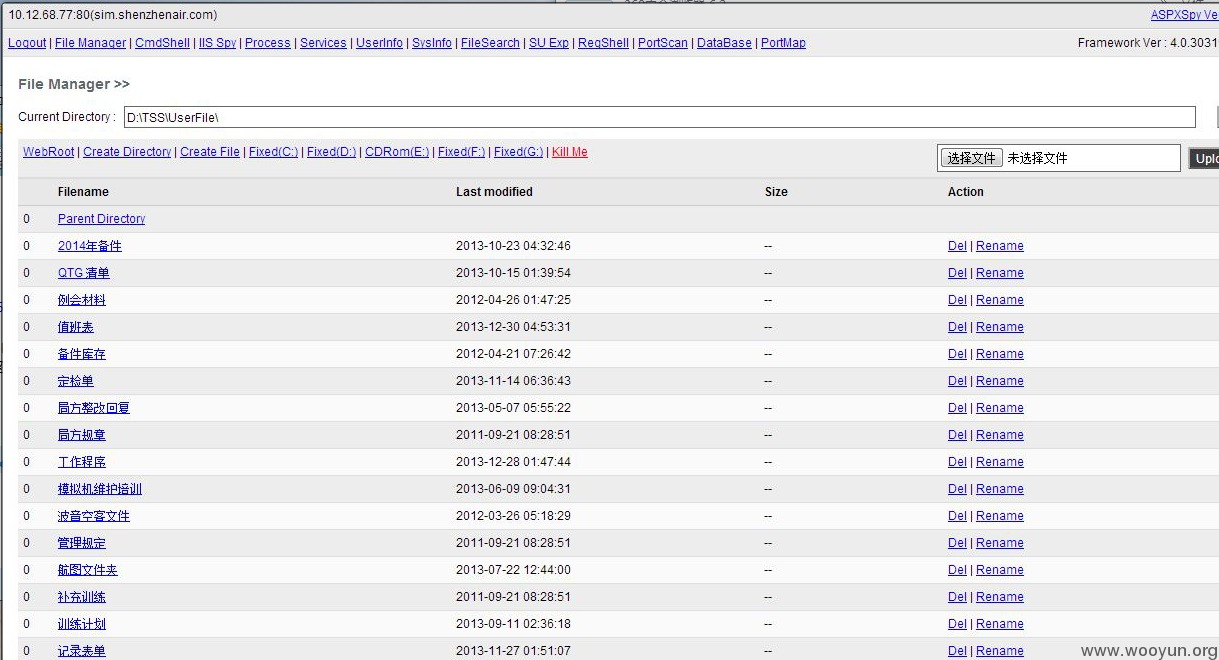 10.12.68.77:80(sim.shenzhenair.com) ASPXSpy Ve
Logout | File Manager | CmdShell | IIS Spy | Process | Services | UserInfo | SysInfo | FileSearch | SU Exp | RegShell | PortScan | DataBase | PortMap Framework Ver : 4.0.3031
File Manager >>
Current Directory : D:\TSS\UserFile\
WebRoot | Create Directory | Create File | Fixed(C:) | Fixed(D:) | CDRom(E:) | Fixed(F:) | Fixed(G:) | Kill Me 选择文件 未选择文件 Uplo
Filename Last modified Size Action
0 Parent Directory
0 2014年备件 2013-10-23 04:32:46 -- Del | Rename
0 QTG 清单 2013-10-15 01:39:54 -- Del | Rename
0 例会材料 2012-04-26 01:47:25 -- Del | Rename
0 值班表 2013-12-30 04:53:31 -- Del | Rename
0 备件库存 2012-04-21 07:26:42 -- Del | Rename
0 定检单 2013-11-14 06:36:43 -- Del | Rename
0 局方整改回复 2013-05-07 05:55:22 -- Del | Rename
0 局方规章 2011-09-21 08:28:51 -- Del | Rename
0 工作程序 2013-12-28 01:47:44 -- Del | Rename
0 模拟机维护培训 2013-06-09 09:04:31 -- Del | Rename
0 波音空客文件 2012-03-26 05:18:29 -- Del | Rename
0 管理规定 2011-09-21 08:28:51 -- Del | Rename
0 航图文件夹 2013-07-22 12:44:00 -- Del | Rename
0 补充训练 2011-09-21 08:28:51 -- Del | Rename
0 训练计划 2013-09-11 02:36:18 -- Del | Rename
0 记录表单 2013-11-27 01:51:07 -- Del | Rename
www.wooyun.org